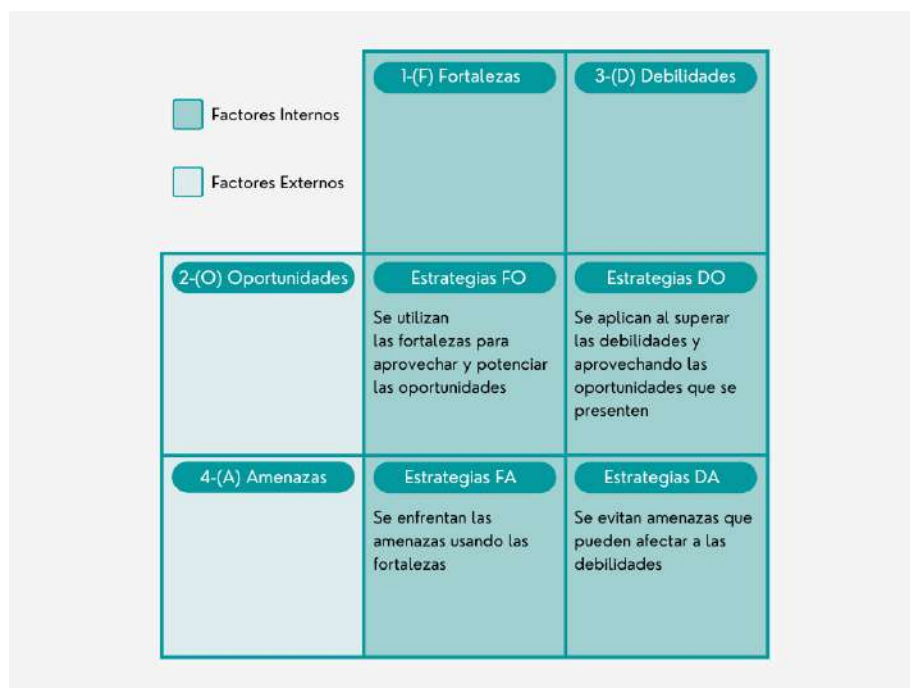 1-(F) Fortalezas
3-(D) Debilidades
Factores Internos
Factores Externos
2-(O) Oportunidades
Estrategias FO
Se utilizan
las fortalezas para
aprovechar y potenciar
las oportunidades
Estrategias DO
Se aplican al superar
las debilidades y
aprovechando las
oportunidades que se
presenten
4-(A) Amenazas
Estrategias FA
Se enfrentan las
amenazas usando las
fortalezas
Estrategias DA
Se evitan amenazas que
pueden afectar a las
debilidades